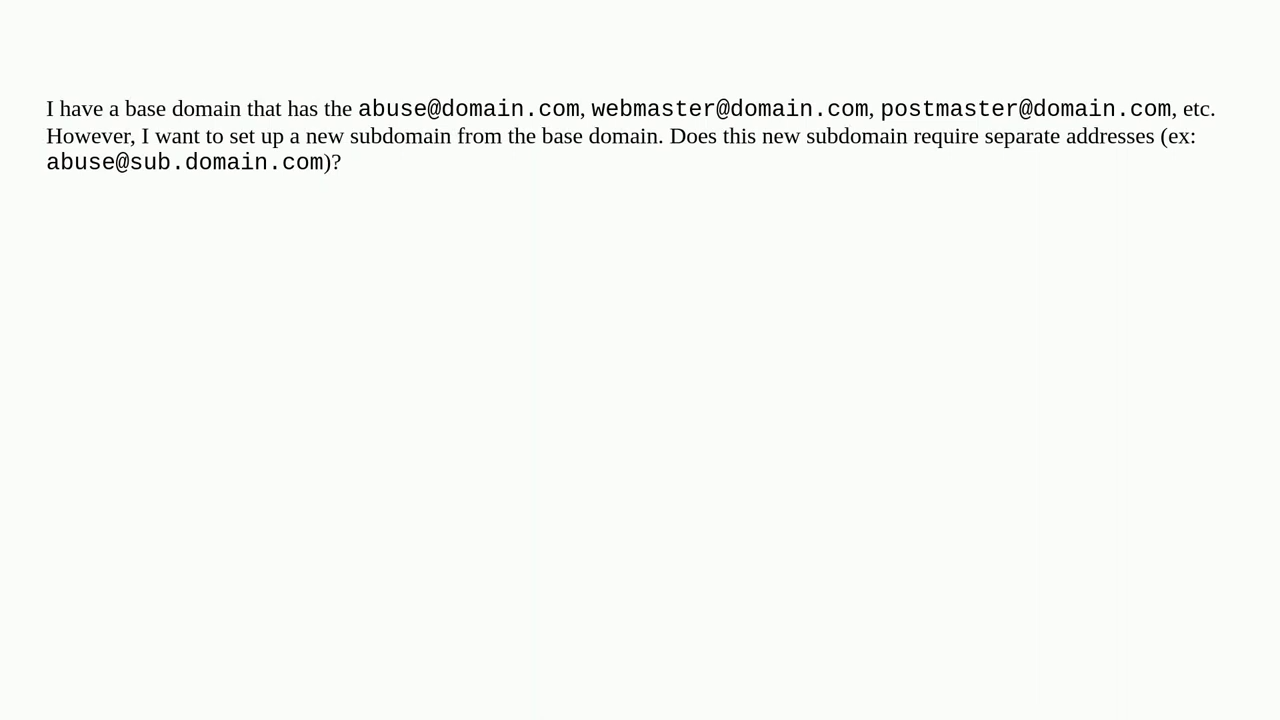 I have a base domain that has the abuse@domain.com, webmaster@domain.com, postmaster@domain.com, etc.
However, I want to set up a new subdomain from the base domain. Does this new subdomain require separate addresses (ex:
abuse@sub.domain.com)?